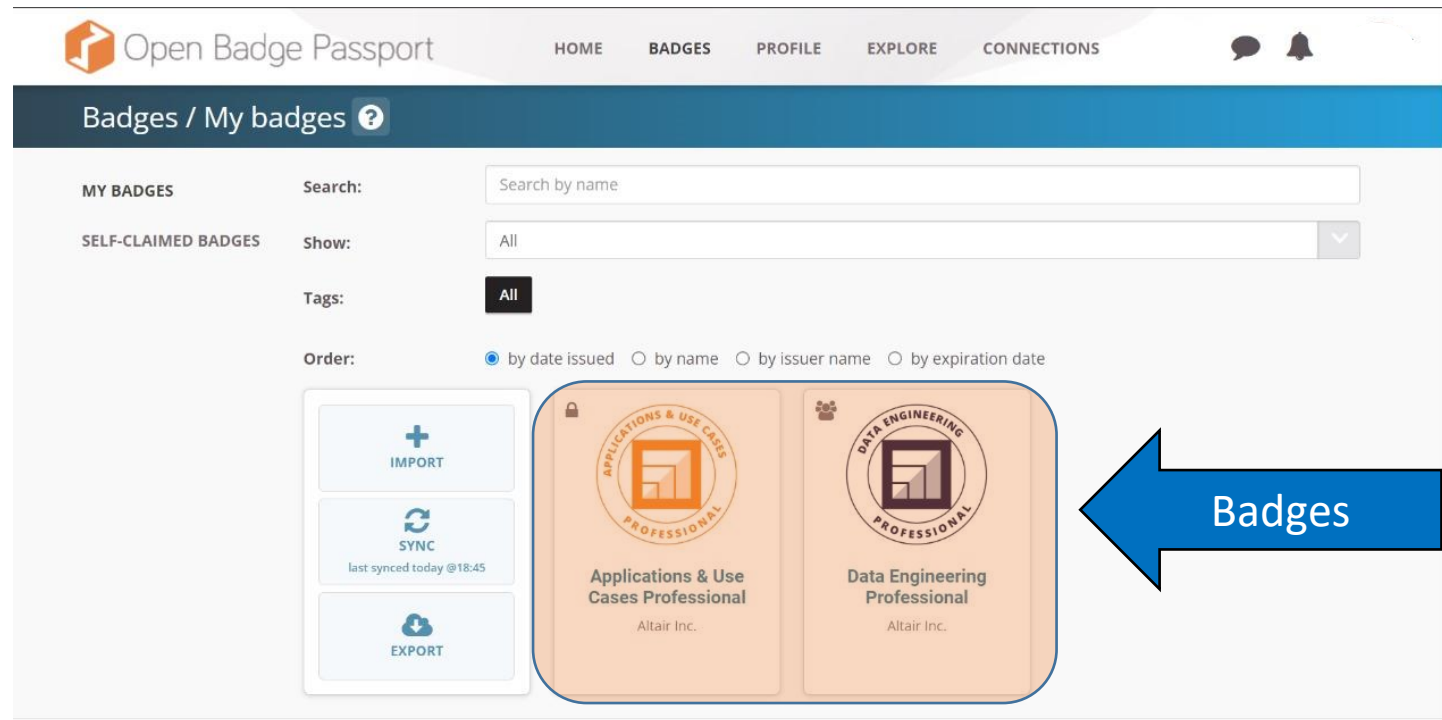 Open Badge Passport
HOME BADGES PROFILE EXPLORE CONNECTIONS
Badges / My badges ?
MY BADGES
SELF-CLAIMED BADGES
Search: Search by name
Show: All
Tags: All
Order: by date issued by name by issuer name by expiration date
IMPORT
SYNC
last synced today @18:45
EXPORT
APPLICATIONS & USE CASES
PROFESSIONAL
Applications & Use
Cases Professional
Altair Inc.
DATA ENGINEERING
PROFESSIONAL
Data Engineering
Professional
Altair Inc.
Badges